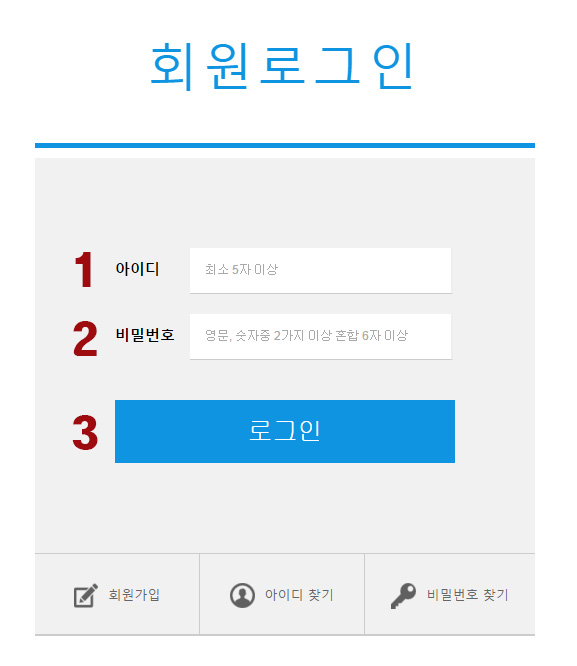 회원로그인
1 아이디 최소 5자 이상
2 비밀번호 영문, 숫자중 2가지 이상 혼합 6자 이상
3 로그인
회원가입 아이디 찾기 비밀번호 찾기